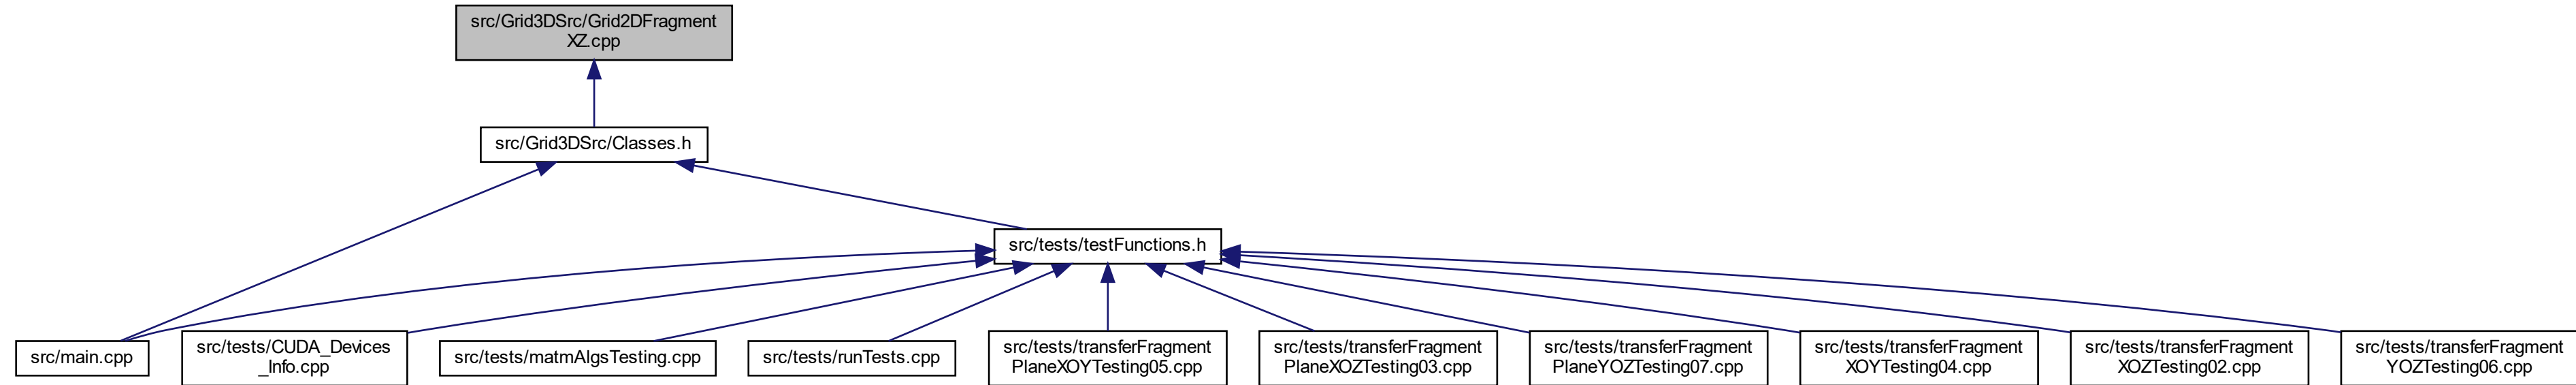 src/Grid3DSrc/Grid2DFragment
XZ.cpp
src/Grid3DSrc/Classes.h
src/tests/testFunctions.h
src/main.cpp
src/tests/CUDA_Devices
_Info.cpp
src/tests/matmAlgsTesting.cpp
src/tests/runTests.cpp
src/tests/transferFragment
PlaneXOYTesting05.cpp
src/tests/transferFragment
PlaneXOZTesting03.cpp
src/tests/transferFragment
PlaneYOZTesting07.cpp
src/tests/transferFragment
XOYTesting04.cpp
src/tests/transferFragment
XOZTesting02.cpp
src/tests/transferFragment
YOZTesting06.cpp